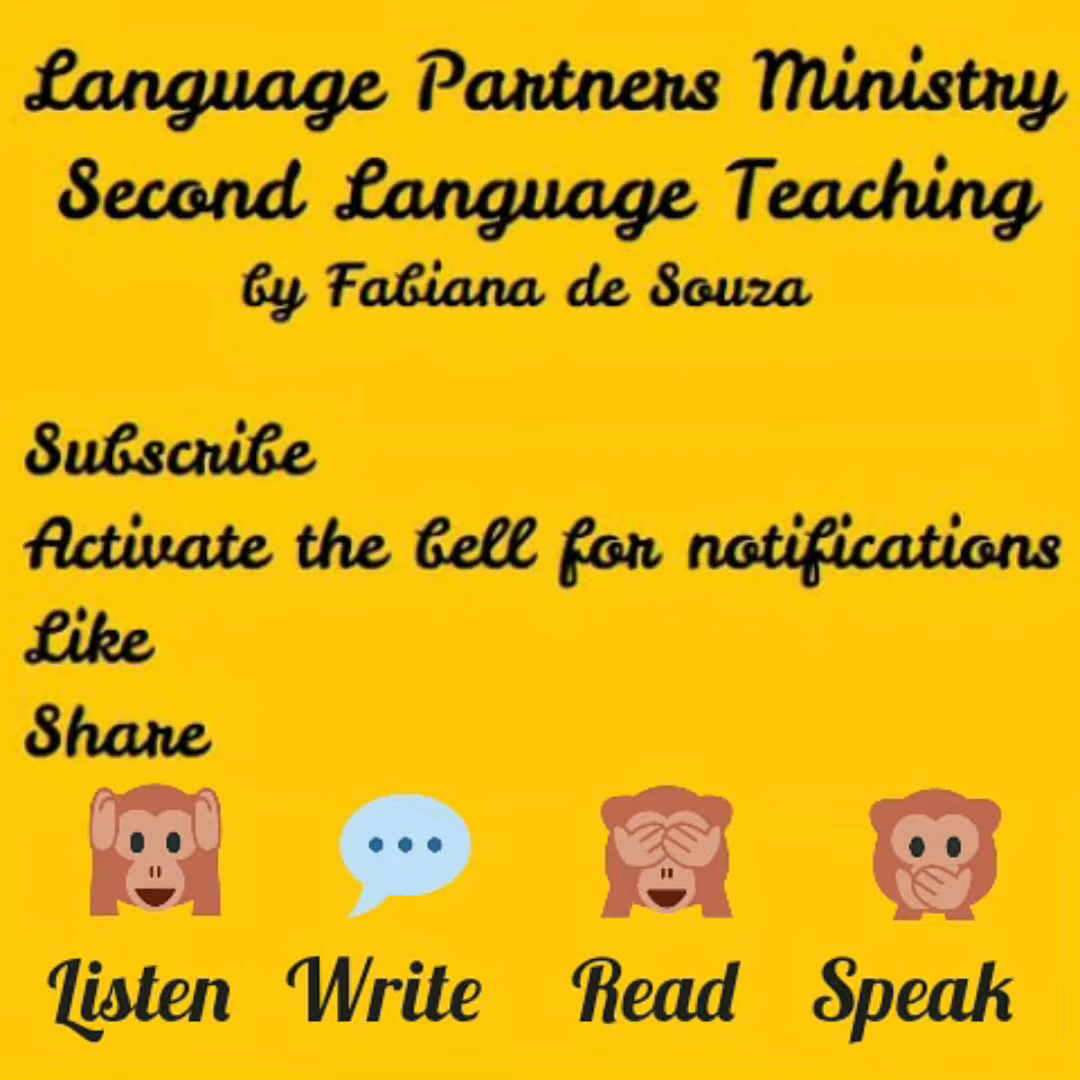 Language Partners Ministry
Second Language Teaching
by Fabiana de Souza
Subscribe
Activate the bell for notifications
Like
Share
Listen Write Read Speak